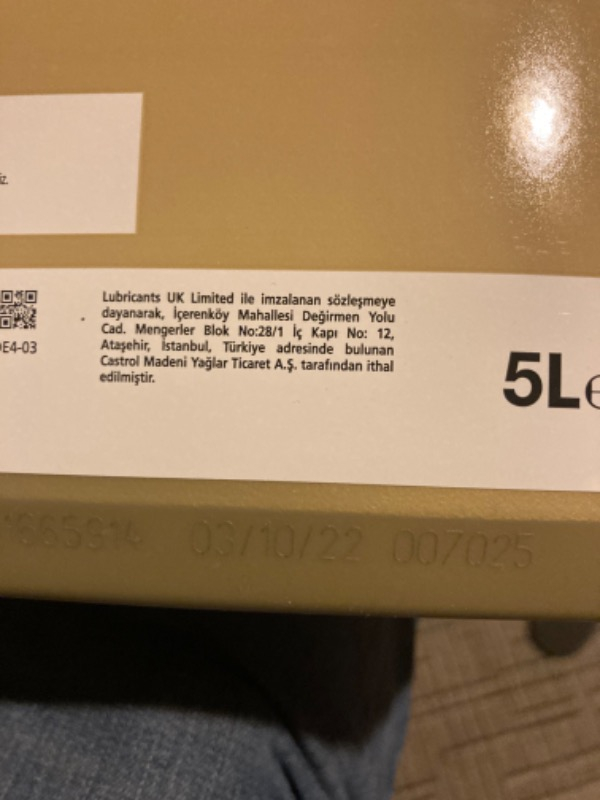 iz.
Lubricants UK Limited ile imzalanan sözleşmeye
dayanarak, İçerenköy Mahallesi Değirmen Yolu
Cad. Mengerler Blok No:28/1 İç Kapı No: 12,
Ataşehir, İstanbul, Türkiye adresinde bulunan
Castrol Madeni Yağlar Ticaret A.Ş. tarafından ithal
edilmiştir.
DE4-03
5L
03/10/22 007025